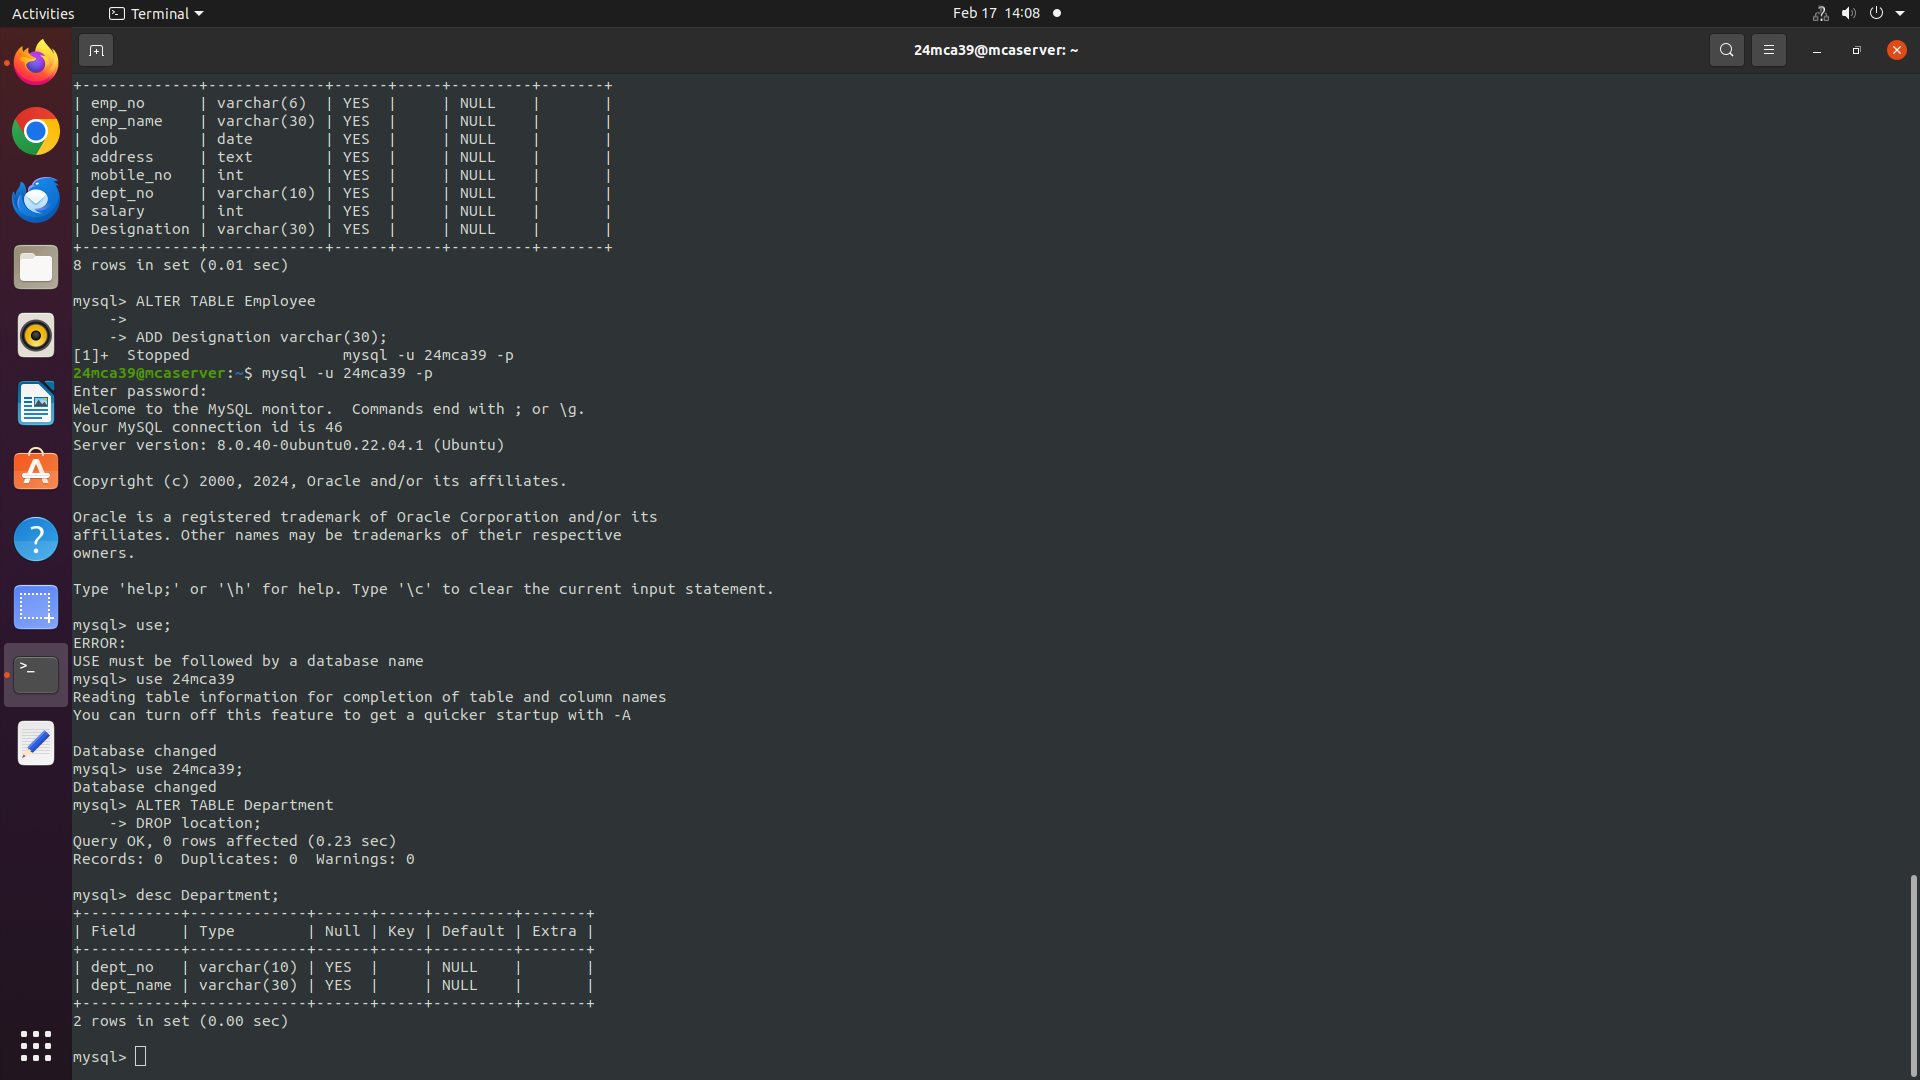 Activities
Terminal
Feb 17 14:08
24mca39@mcaserver: ~
+-------------+-------------+------+-----+---------+-------+
| emp_no      | varchar(6)  | YES  |     | NULL    |       |
| emp_name    | varchar(30) | YES  |     | NULL    |       |
| dob         | date        | YES  |     | NULL    |       |
| address     | text        | YES  |     | NULL    |       |
| mobile_no   | int         | YES  |     | NULL    |       |
| dept_no     | varchar(10) | YES  |     | NULL    |       |
| salary      | int         | YES  |     | NULL    |       |
| Designation | varchar(30) | YES  |     | NULL    |       |
+-------------+-------------+------+-----+---------+-------+
8 rows in set (0.01 sec)
mysql> ALTER TABLE Employee
    ->
    -> ADD Designation varchar(30);
[1]+  Stopped                 mysql -u 24mca39 -p
24mca39@mcaserver:~$ mysql -u 24mca39 -p
Enter password:
Welcome to the MySQL monitor.  Commands end with ; or \g.
Your MySQL connection id is 46
Server version: 8.0.40-0ubuntu0.22.04.1 (Ubuntu)
Copyright (c) 2000, 2024, Oracle and/or its affiliates.
Oracle is a registered trademark of Oracle Corporation and/or its
affiliates. Other names may be trademarks of their respective
owners.
Type 'help;' or '\h' for help. Type '\c' to clear the current input statement.
mysql> use;
ERROR:
USE must be followed by a database name
mysql> use 24mca39
Reading table information for completion of table and column names
You can turn off this feature to get a quicker startup with -A
Database changed
mysql> use 24mca39;
Database changed
mysql> ALTER TABLE Department
    -> DROP location;
Query OK, 0 rows affected (0.23 sec)
Records: 0  Duplicates: 0  Warnings: 0
mysql> desc Department;
+-----------+-------------+------+-----+---------+-------+
| Field     | Type        | Null | Key | Default | Extra |
+-----------+-------------+------+-----+---------+-------+
| dept_no   | varchar(10) | YES  |     | NULL    |       |
| dept_name | varchar(30) | YES  |     | NULL    |       |
+-----------+-------------+------+-----+---------+-------+
2 rows in set (0.00 sec)
mysql>